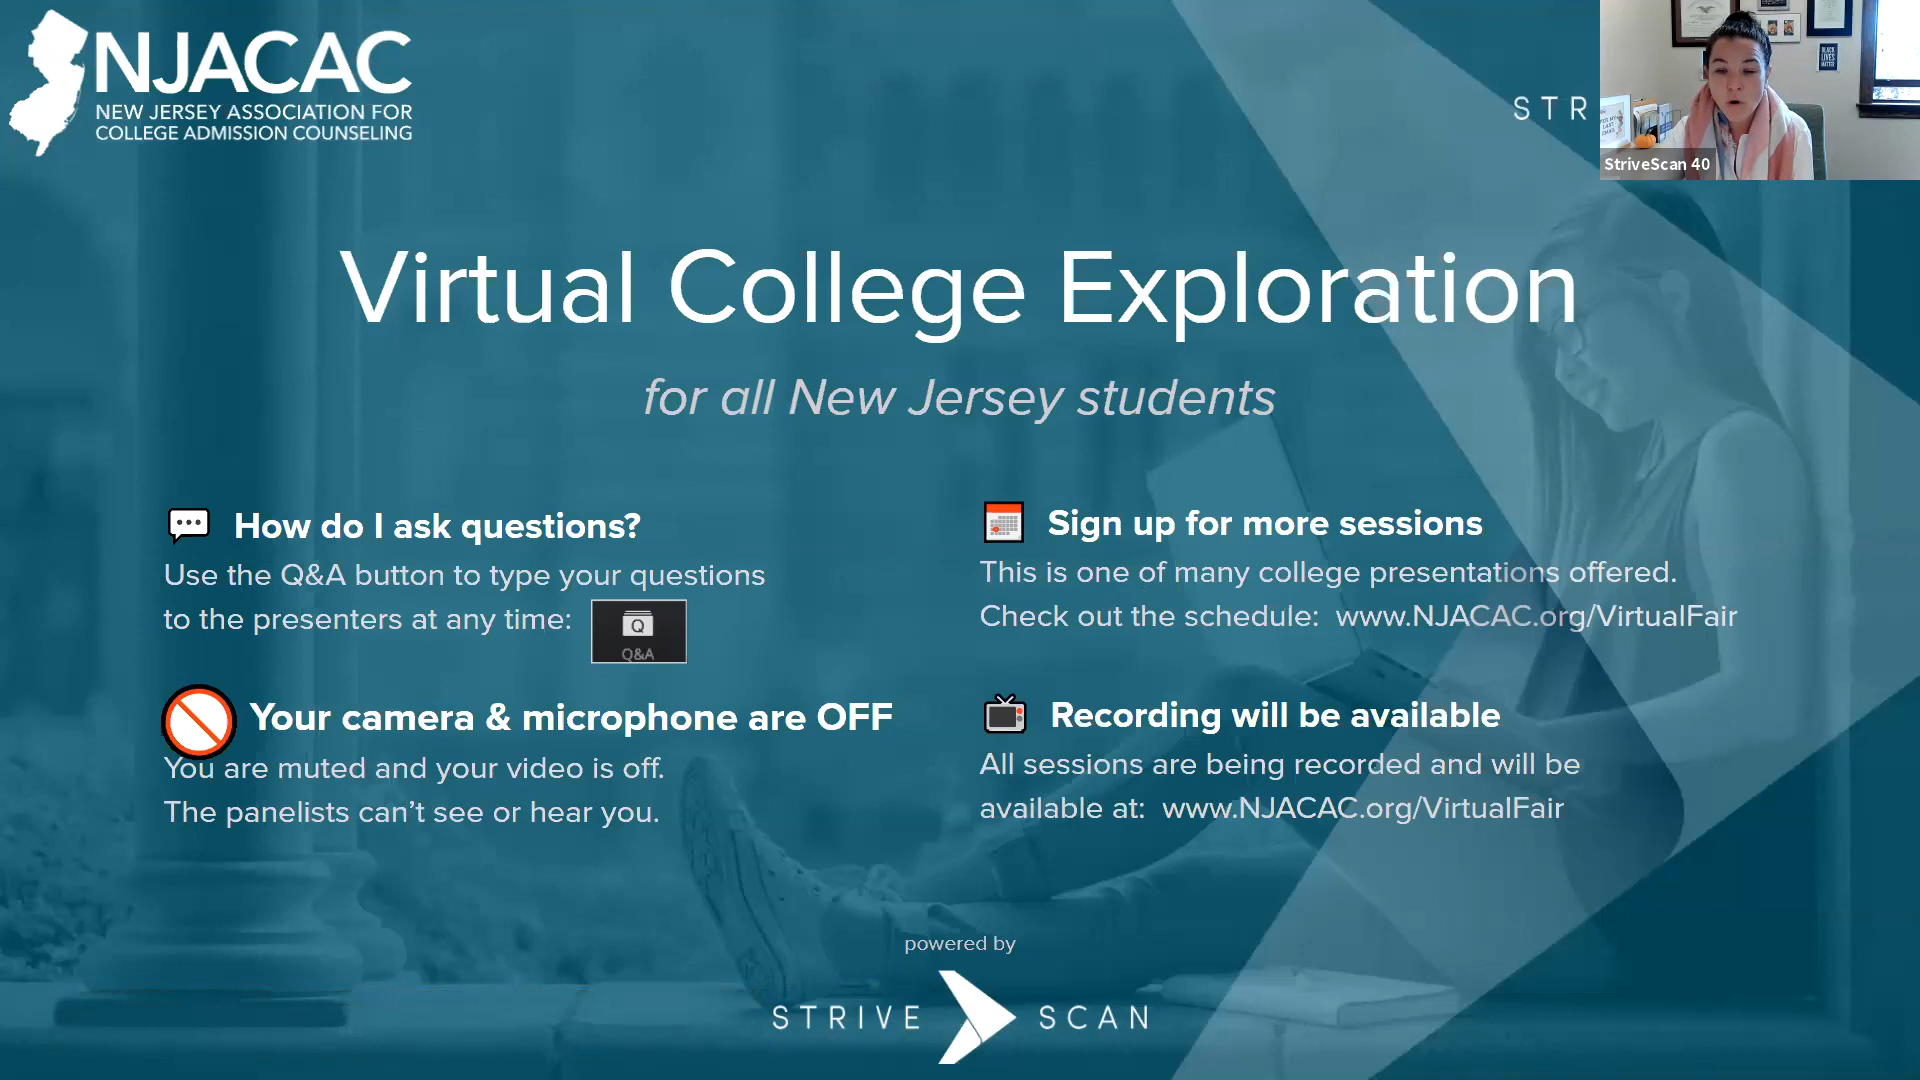 NJACAC
NEW JERSEY ASSOCIATION FOR
COLLEGE ADMISSION COUNSELING
STR
BLACK
LIVES
MATTER
StriveScan 40
Virtual College Exploration
for all New Jersey students
How do I ask questions?
Use the Q&A button to type your questions
to the presenters at any time:
Q
Q&A
Sign up for more sessions
This is one of many college presentations offered.
Check out the schedule: www.NJACAC.org/VirtualFair
Your camera & microphone are OFF
You are muted and your video is off.
The panelists can’t see or hear you.
Recording will be available
All sessions are being recorded and will be
available at: www.NJACAC.org/VirtualFair
powered by
STRIVE SCAN